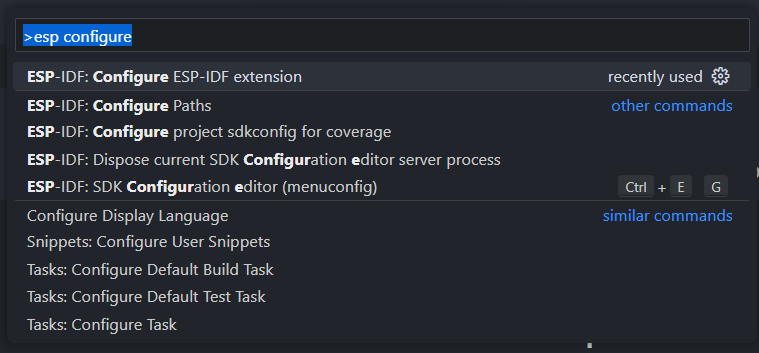 >esp configure
ESP-IDF: Configure ESP-IDF extension recently used
ESP-IDF: Configure Paths other commands
ESP-IDF: Configure project sdkconfig for coverage
ESP-IDF: Dispose current SDK Configuration editor server process
ESP-IDF: SDK Configuration editor (menuconfig) Ctrl + E G
Configure Display Language similar commands
Snippets: Configure User Snippets
Tasks: Configure Default Build Task
Tasks: Configure Default Test Task
Tasks: Configure Task